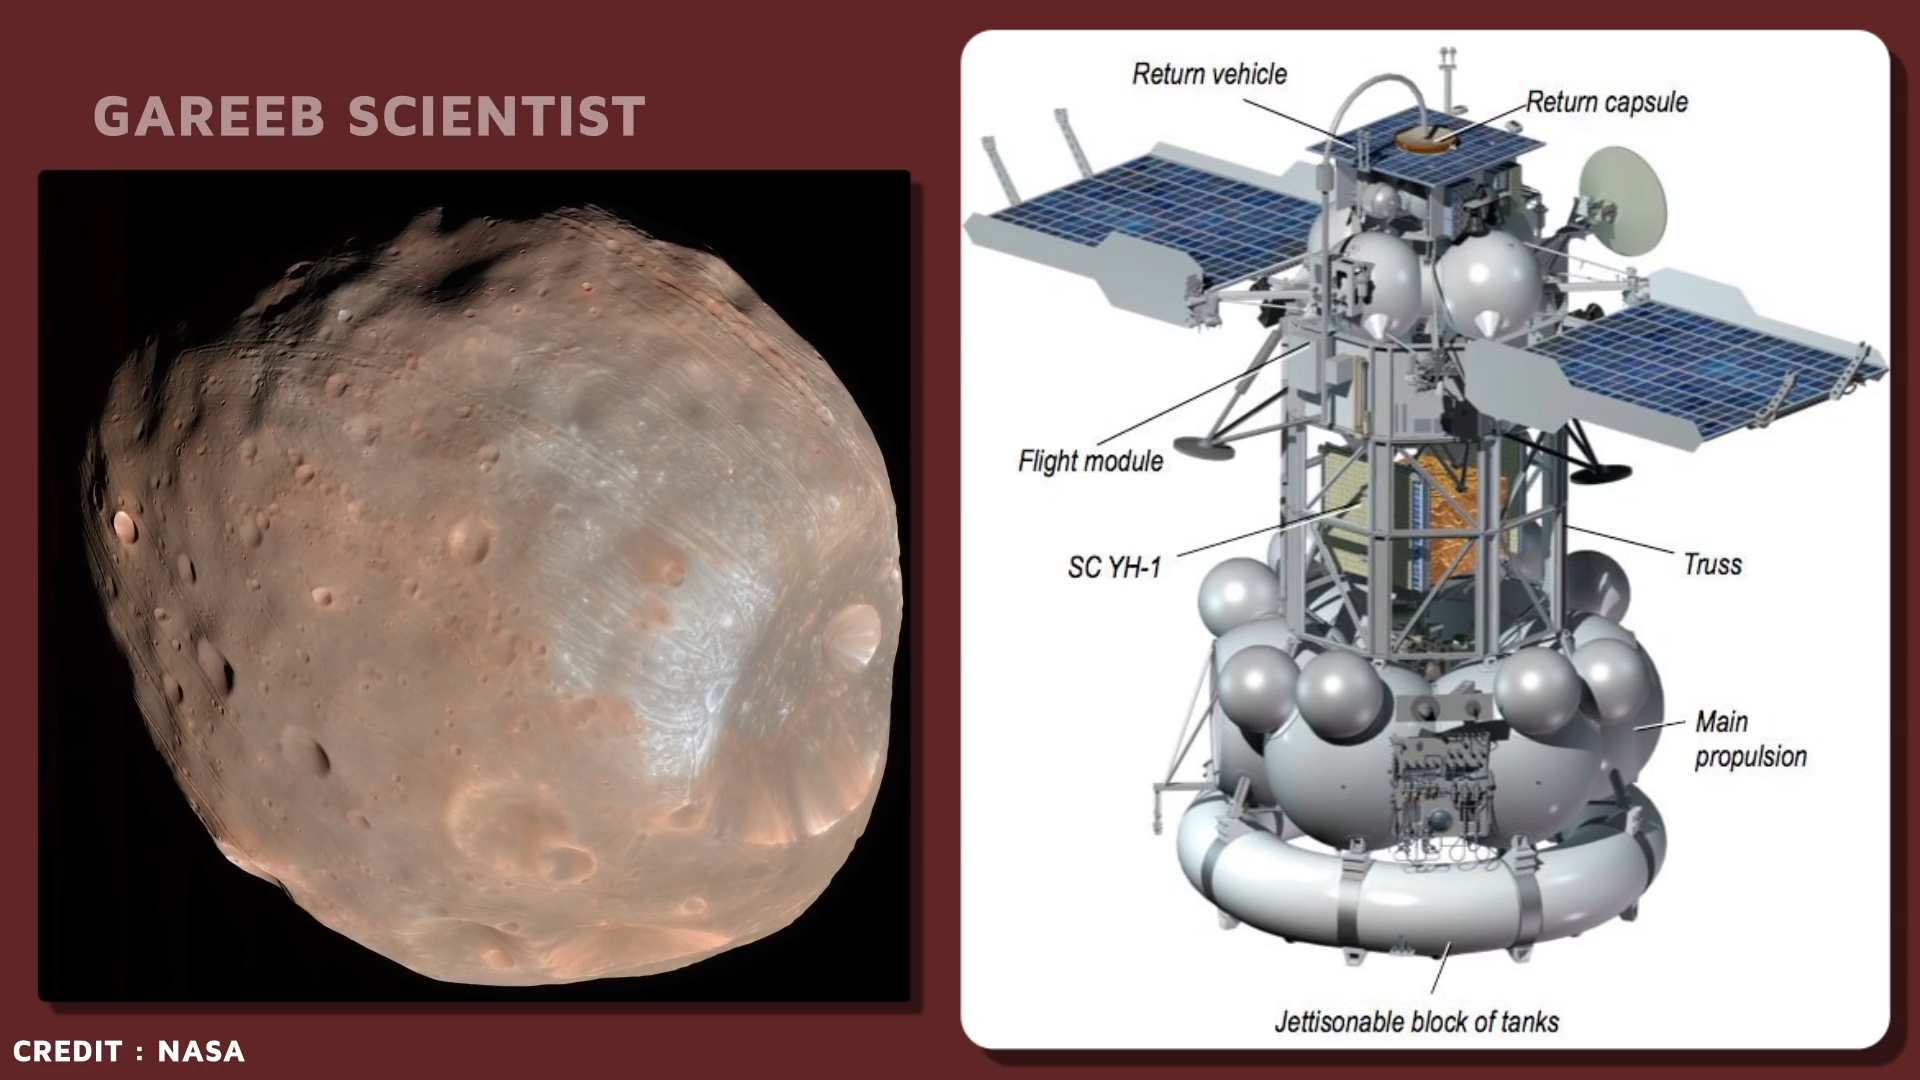 GAREEB SCIENTIST
CREDIT : NASA
Return vehicle
Return capsule
Flight module
SC YH-1
Truss
Main
propulsion
Jettisonable block of tanks